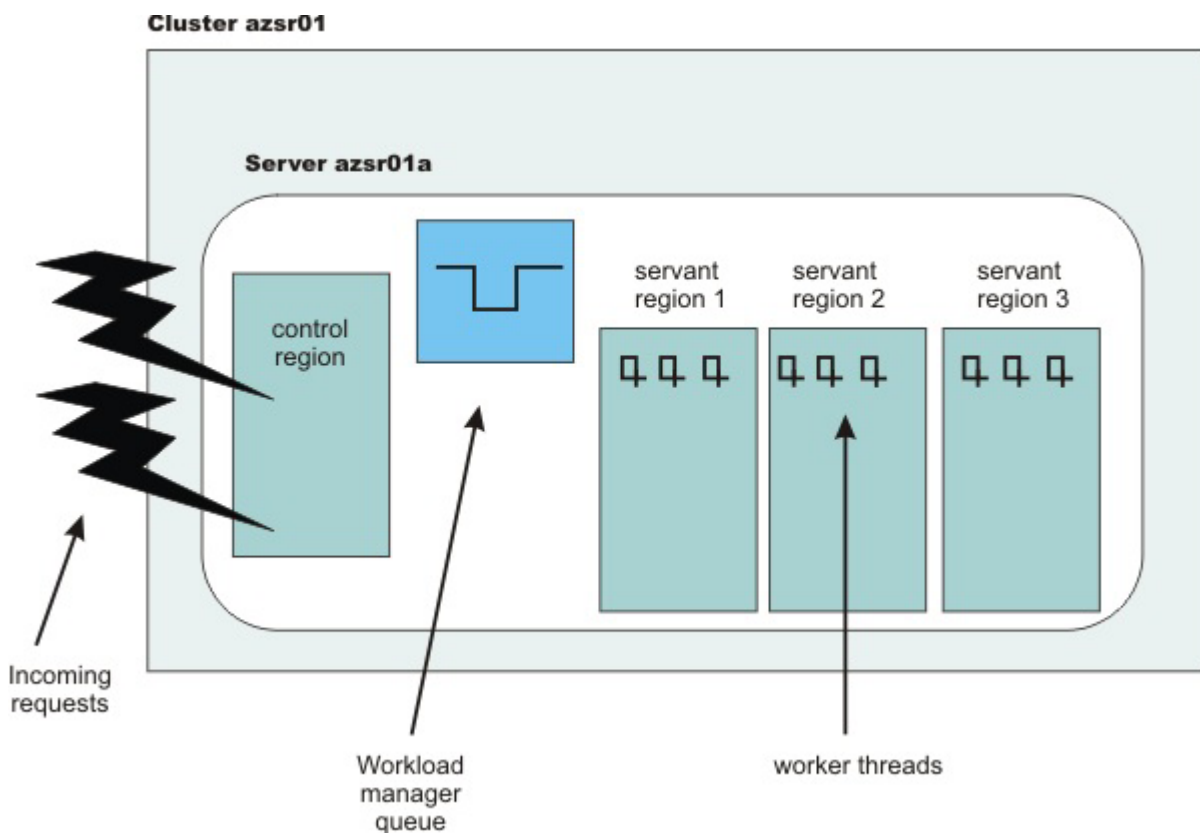 Cluster azsr01
Server azsr01a
control
region
servant
region 1
servant
region 2
servant
region 3
Incoming
requests
Workload
manager
queue
worker threads